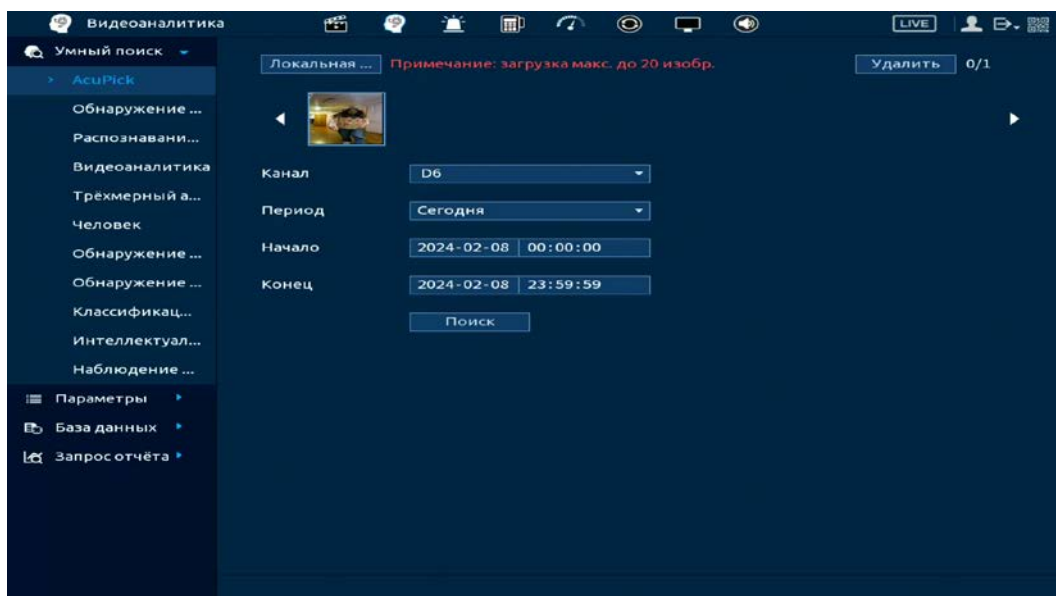 Видеоаналитика
LIVE
Умный поиск
Локальная ... Примечание: загрузка макс. до 20 изобр. Удалить 0/1
AcuPick
Обнаружение ...
Распознавани...
Видеоаналитика
Канал D6
Трёхмерный а...
Период Сегодня
Человек
Начало 2024-02-08 00:00:00
Обнаружение ...
Обнаружение ...
Конец 2024-02-08 23:59:59
Классификац...
Поиск
Интеллектуал...
Наблюдение ...
Параметры
База данных
Запрос отчёта